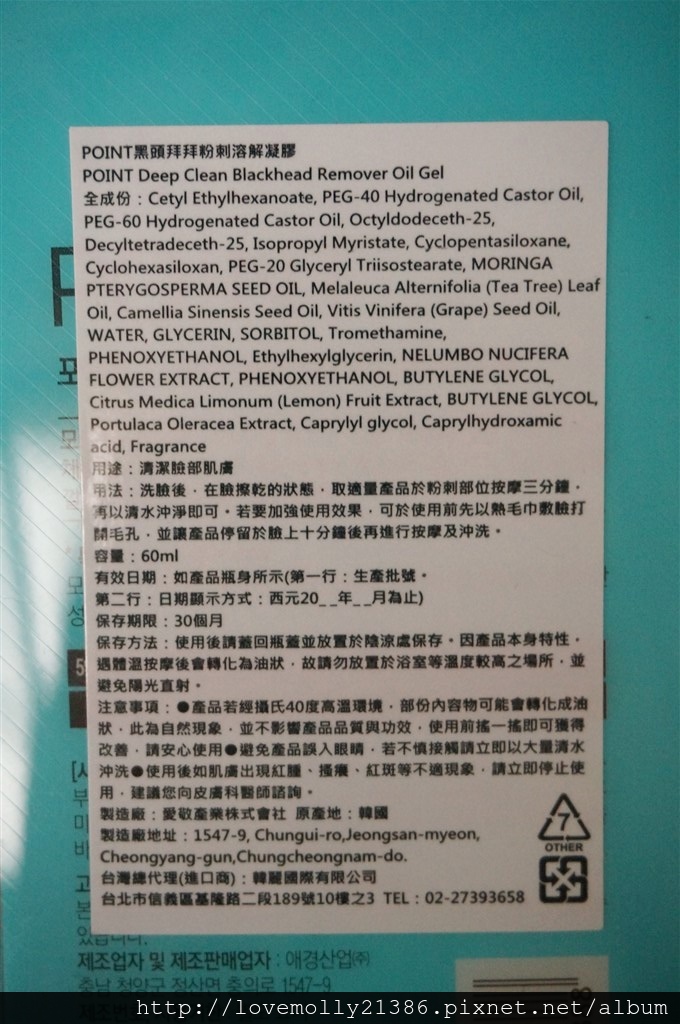 POINT黑頭拜拜粉刺溶解凝膠
POINT Deep Clean Blackhead Remover Oil Gel
全成份：Cetyl Ethylhexanoate, PEG-40 Hydrogenated Castor Oil,
PEG-60 Hydrogenated Castor Oil, Octyldodeceth-25,
Decyltetradeceth-25, Isopropyl Myristate, Cyclopentasiloxane,
Cyclohexasiloxan, PEG-20 Glyceryl Triisostearate, MORINGA
PTERYGOSPERMA SEED OIL, Melaleuca Alternifolia (Tea Tree) Leaf
Oil, Camellia Sinensis Seed Oil, Vitis Vinifera (Grape) Seed Oil,
WATER, GLYCERIN, SORBITOL, Tromethamine,
PHENOXYETHANOL, Ethylhexylglycerin, NELUMBO NUCIFERA
FLOWER EXTRACT, PHENOXYETHANOL, BUTYLENE GLYCOL,
Citrus Medica Limonum (Lemon) Fruit Extract, BUTYLENE GLYCOL,
Portulaca Oleracea Extract, Caprylyl glycol, Caprylhydroxamic
acid, Fragrance
用途：清潔臉部肌膚
用法：洗臉後，在臉擦乾的狀態，取適量產品於粉刺部位按摩三分鐘，
再以清水沖淨即可。若要加強使用效果，可於使用前先以熱毛巾敷臉打
開毛孔，並讓產品停留於臉上十分鐘後再進行按摩及沖洗。
容量：60ml
有效日期：如產品瓶身所示(第一行：生產批號。
第二行：日期顯示方式：西元20_ _年_ _月為止)
保存期限：30個月
保存方法：使用後請蓋回瓶蓋並放置於陰涼處保存。因產品本身特性，
遇體溫按摩後會轉化為油狀，故請勿放置於浴室等溫度較高之場所，並
避免陽光直射。
注意事項：●產品若經攝氏40度高溫環境，部份內容物可能會轉化成油
狀，此為自然現象，並不影響產品品質與功效，使用前搖一搖即可獲得
改善，請安心使用●避免產品誤入眼睛，若不慎接觸請立即以大量清水
沖洗●使用後如肌膚出現紅腫、搔癢、紅斑等不適現象，請立即停止使
用，建議您向皮膚科醫師諮詢。
製造廠：愛敬產業株式會社 原產地：韓國
製造廠地址：1547-9, Chungui-ro,Jeongsan-myeon,
Cheongyang-gun,Chungcheongnam-do.
台灣總代理(進口商)：韓麗國際有限公司
台北市信義區基隆路二段189號10樓之3 TEL：02-27393658
7
OTHER
있습니다.
제조업자 및 제조판매업자 : 애경산업㈜
충남 청양군 정산면 충의로 1547-9
http://lovemolly21386.pixnet.net/album